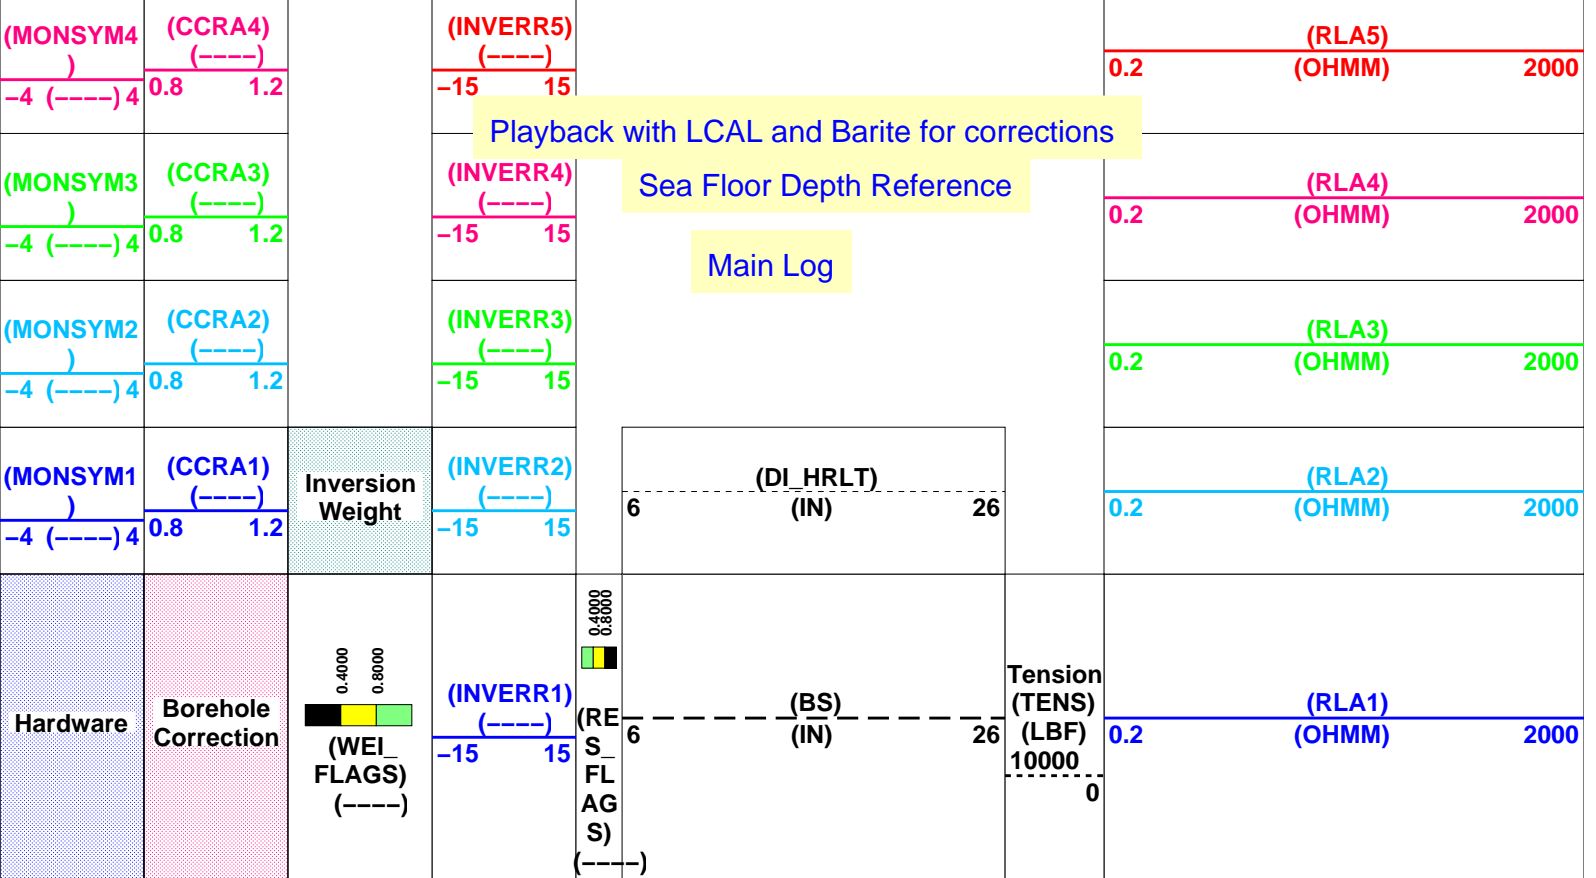 (MONSYM4
)
−4 (−−−−) 4
(CCRA4)
(−−−−)
0.8 1.2
(INVERR5)
(−−−−)
−15 15
(RLA5)
0.2 (OHMM) 2000
Playback with LCAL and Barite for corrections
Sea Floor Depth Reference
Main Log
(MONSYM3
)
−4 (−−−−) 4
(CCRA3)
(−−−−)
0.8 1.2
(INVERR4)
(−−−−)
−15 15
(RLA4)
0.2 (OHMM) 2000
(MONSYM2
)
−4 (−−−−) 4
(CCRA2)
(−−−−)
0.8 1.2
(INVERR3)
(−−−−)
−15 15
(RLA3)
0.2 (OHMM) 2000
(MONSYM1
)
−4 (−−−−) 4
(CCRA1)
(−−−−)
0.8 1.2
Inversion
Weight
(INVERR2)
(−−−−)
−15 15
(DI_HRLT)
6 (IN) 26
(RLA2)
0.2 (OHMM) 2000
Hardware
Borehole
Correction
0.4000
0.8000
(WEI_
FLAGS)
(−−−−)
(INVERR1)
(−−−−)
−15 15
0.4000
0.8000
(RE
S_
FL
AG
S)
(−−−−)
(BS)
6 (IN) 26
Tension
(TENS)
(LBF)
10000
0
(RLA1)
0.2 (OHMM) 2000